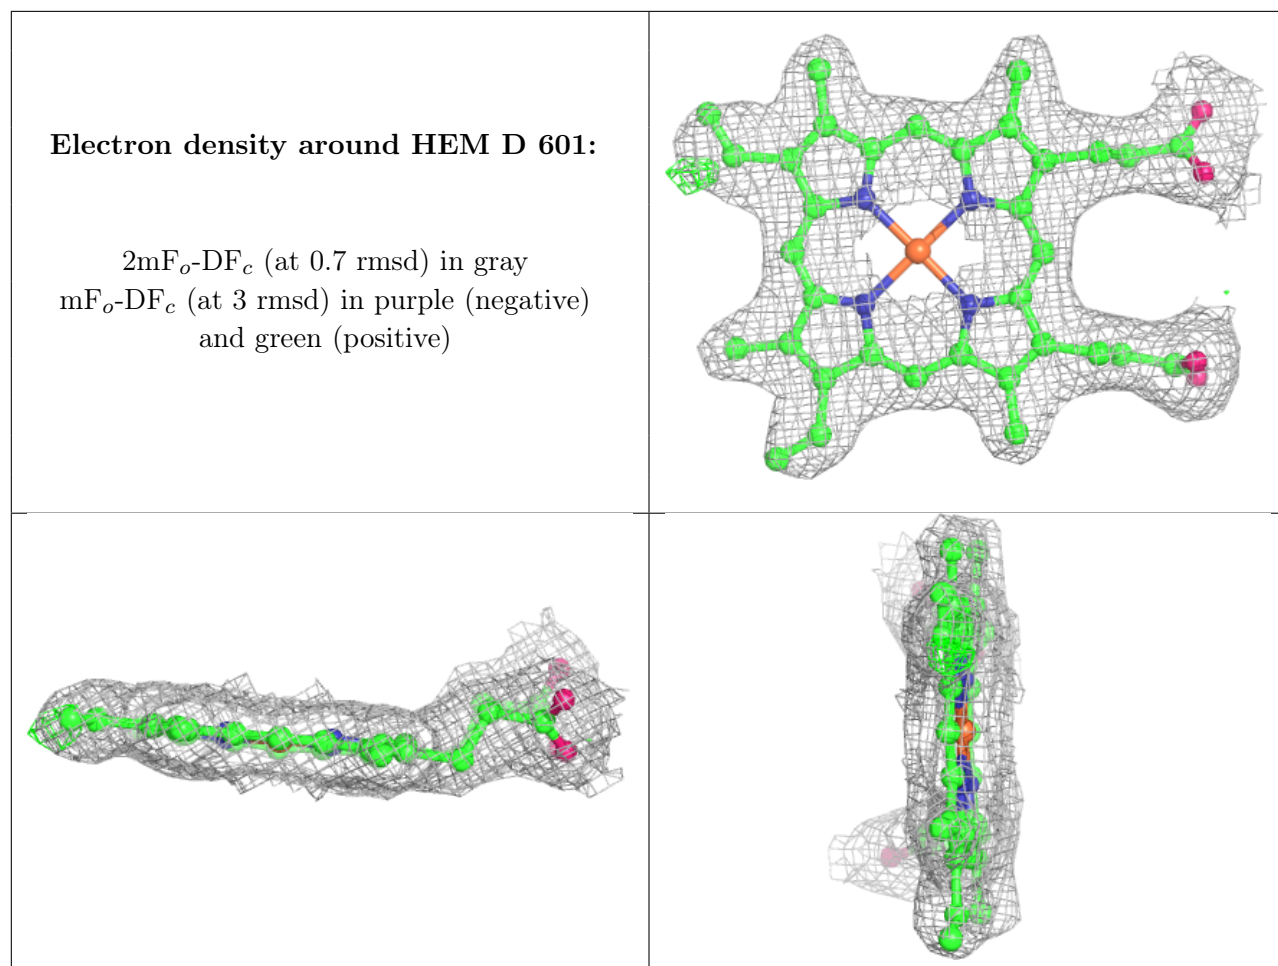 Electron density around HEM D 601:
2mFₒ-DF𝒸 (at 0.7 rmsd) in gray
mFₒ-DF𝒸 (at 3 rmsd) in purple (negative)
and green (positive)